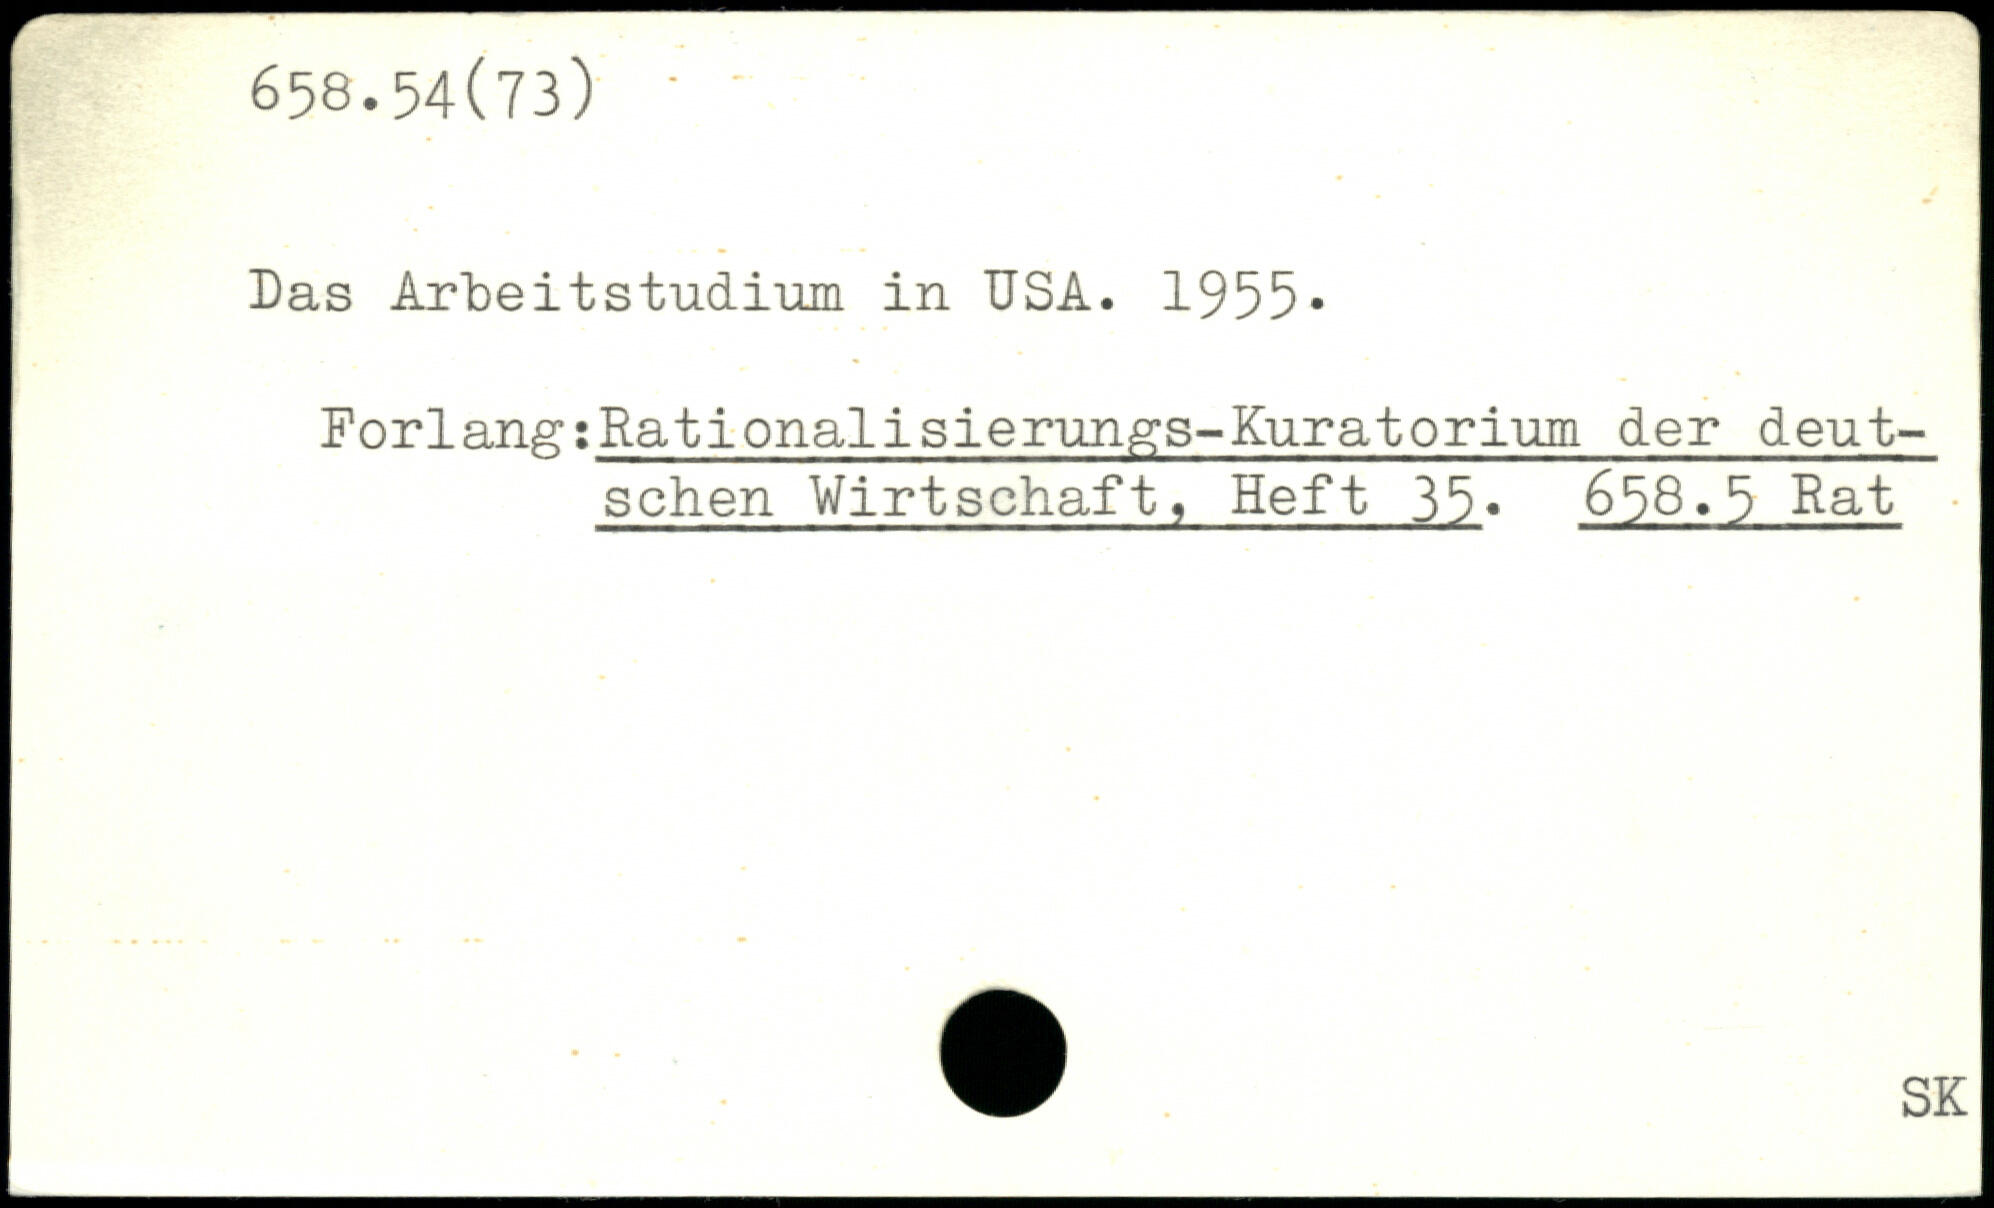 658.54(73)
Das Arbeitstudium in USA. 1955.
Forlang:Rationalisierungs-Kuratorium der deut-
schen Wirtschaft, Heft 35. 658.5 Rat
SK